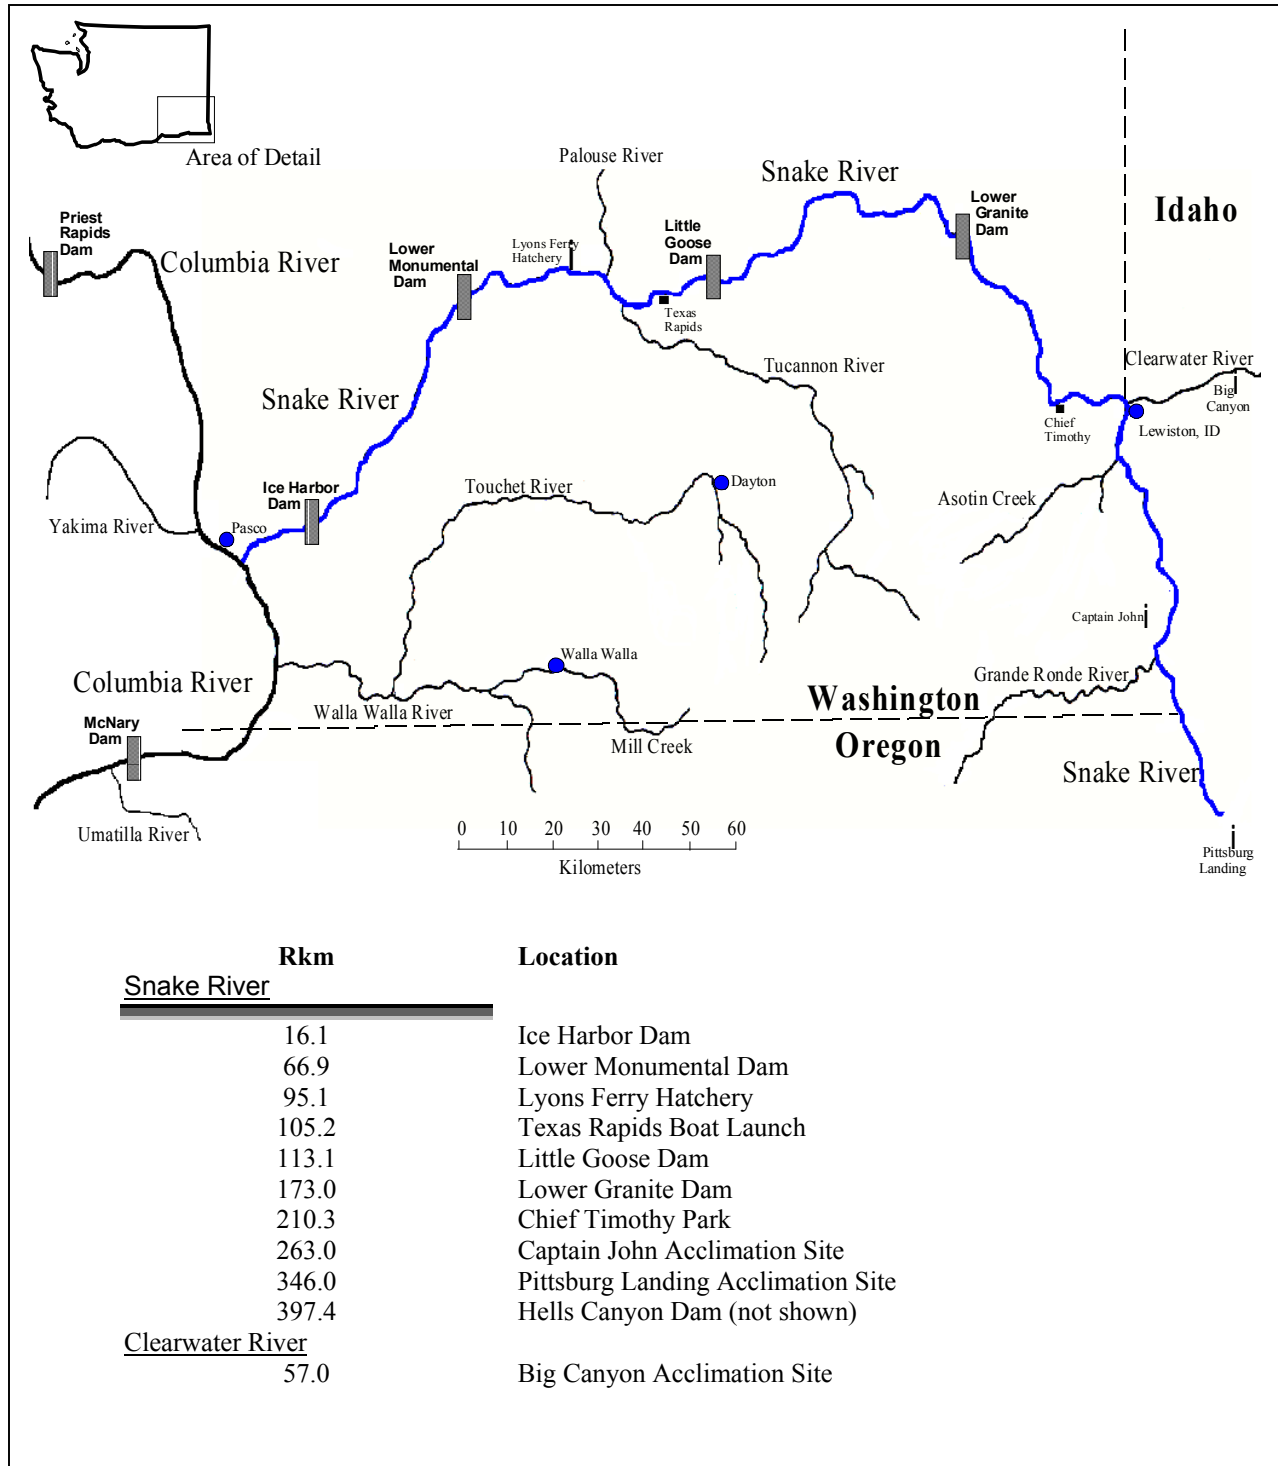 Area of Detail
Palouse River
Snake River
Idaho
Priest
Rapids
Dam
Columbia River
Lower
Monumental
Dam
Lyons Ferry
Hatchery
Little
Goose
Dam
Lower
Granite
Dam
Texas
Rapids
Tucannon River
Clearwater River
Big
Canyon
Chief
Timothy
Lewiston, ID
Snake River
Ice Harbor
Dam
Touchet River
Dayton
Asotin Creek
Yakima River
Pasco
Captain John
Walla Walla
Columbia River
Grande Ronde River
Walla Walla River
Washington
McNary
Dam
Mill Creek
Oregon
Snake River
Umatilla River
0 10 20 30 40 50 60
Kilometers
Pittsburg
Landing
Rkm Location
Snake River
16.1 Ice Harbor Dam
66.9 Lower Monumental Dam
95.1 Lyons Ferry Hatchery
105.2 Texas Rapids Boat Launch
113.1 Little Goose Dam
173.0 Lower Granite Dam
210.3 Chief Timothy Park
263.0 Captain John Acclimation Site
346.0 Pittsburg Landing Acclimation Site
397.4 Hells Canyon Dam (not shown)
Clearwater River
57.0 Big Canyon Acclimation Site